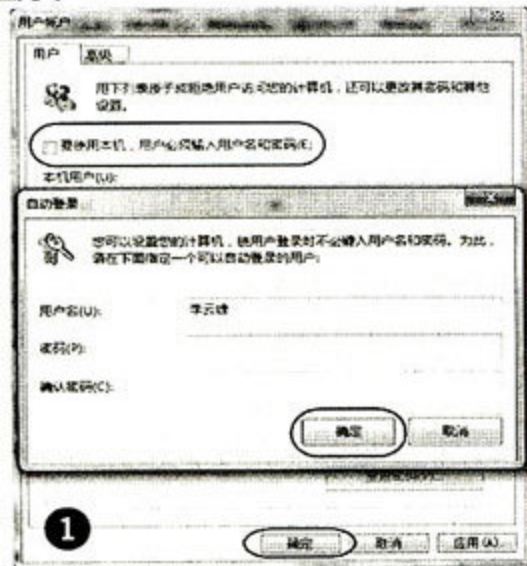 用户帐户
用户 高级
用下列表授予或拒绝用户访问您的计算机，还可以更改其密码和其他
设置。
要使用本机，用户必须输入用户名和密码(E)
本机用户(U):
自动登录
您可以设置您的计算机，使用户登录时不必键入用户名和密码。为此，
请在下面指定一个可以自动登录的用户:
用户名(U): 李云雄
密码(P):
确认密码(C):
确定 取消
1
确定 取消 应用(A)